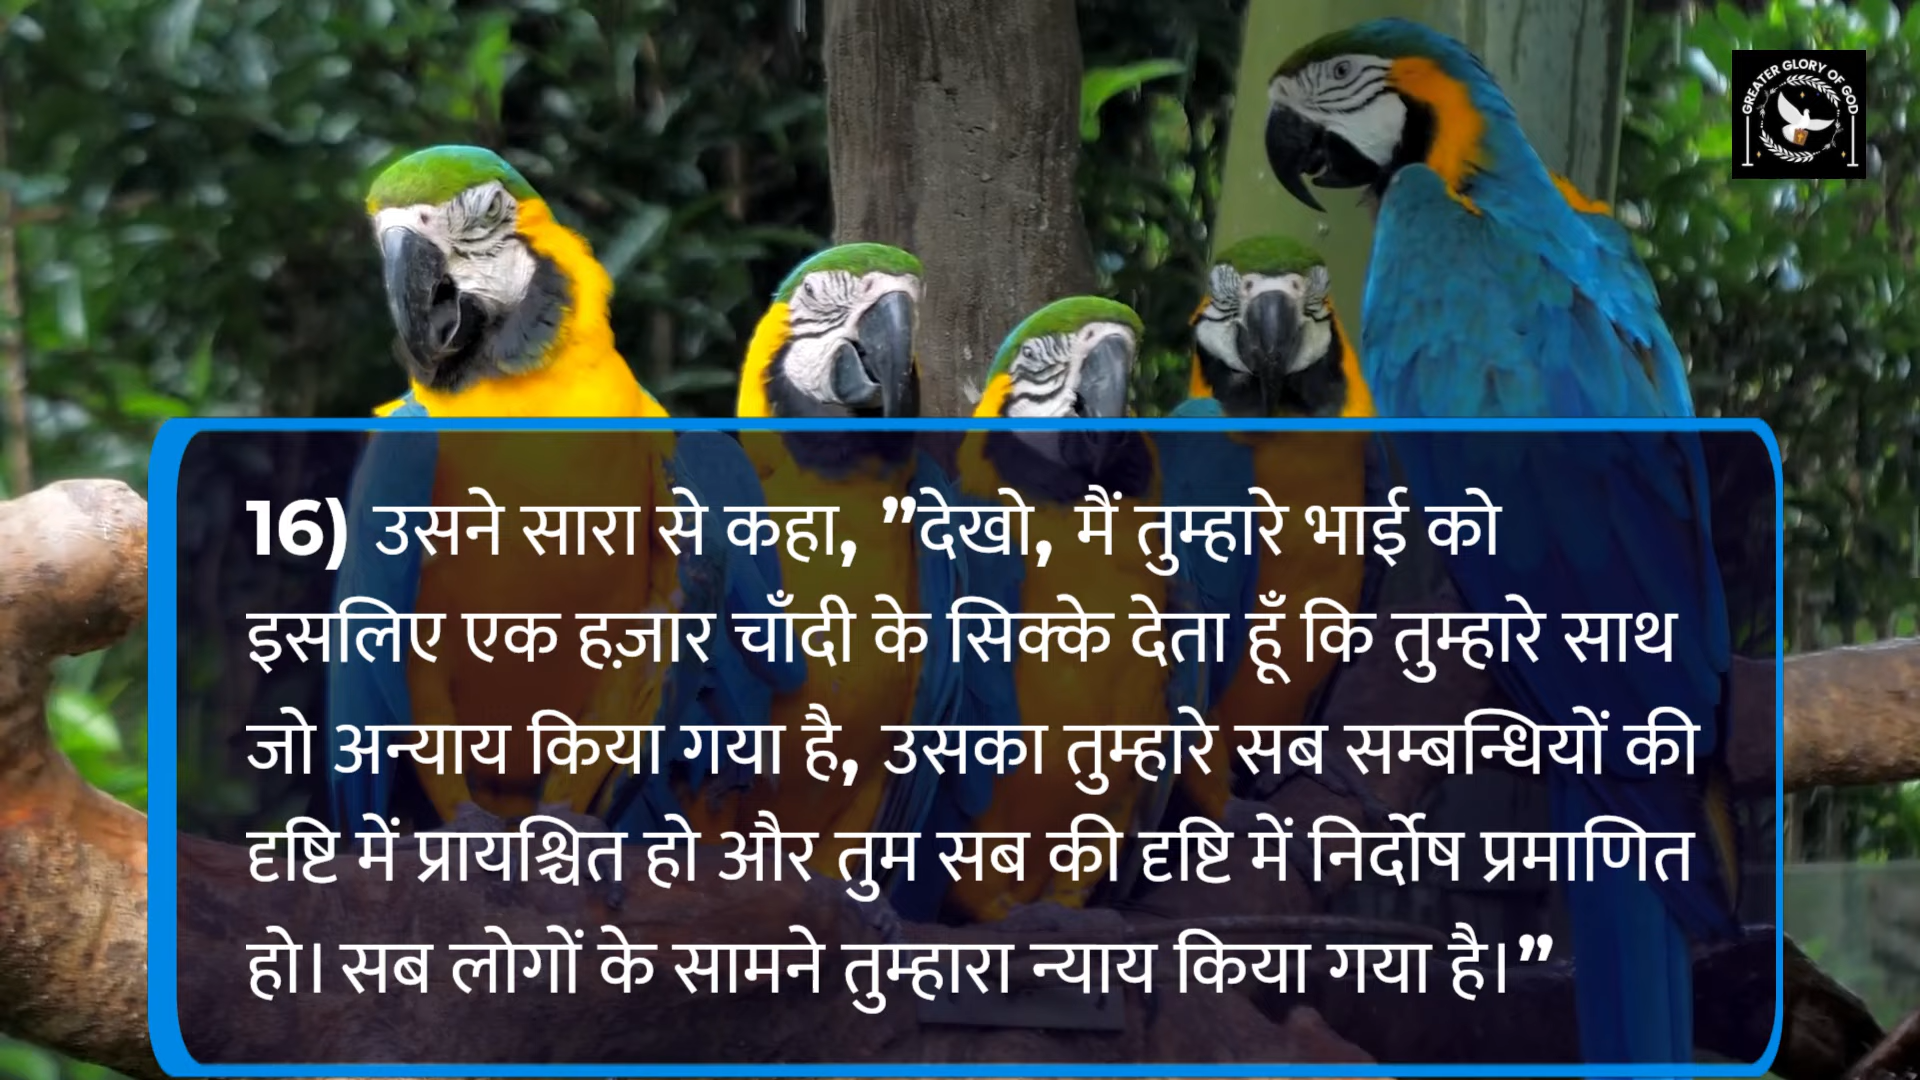 GREATER GLORY OF GOD
16) उसने सारा से कहा, ”देखो, मैं तुम्हारे भाई को
इसलिए एक हज़ार चाँदी के सिक्के देता हूँ कि तुम्हारे साथ
जो अन्याय किया गया है, उसका तुम्हारे सब सम्बन्धियों की
दृष्टि में प्रायश्चित हो और तुम सब की दृष्टि में निर्दोष प्रमाणित
हो। सब लोगों के सामने तुम्हारा न्याय किया गया है।”